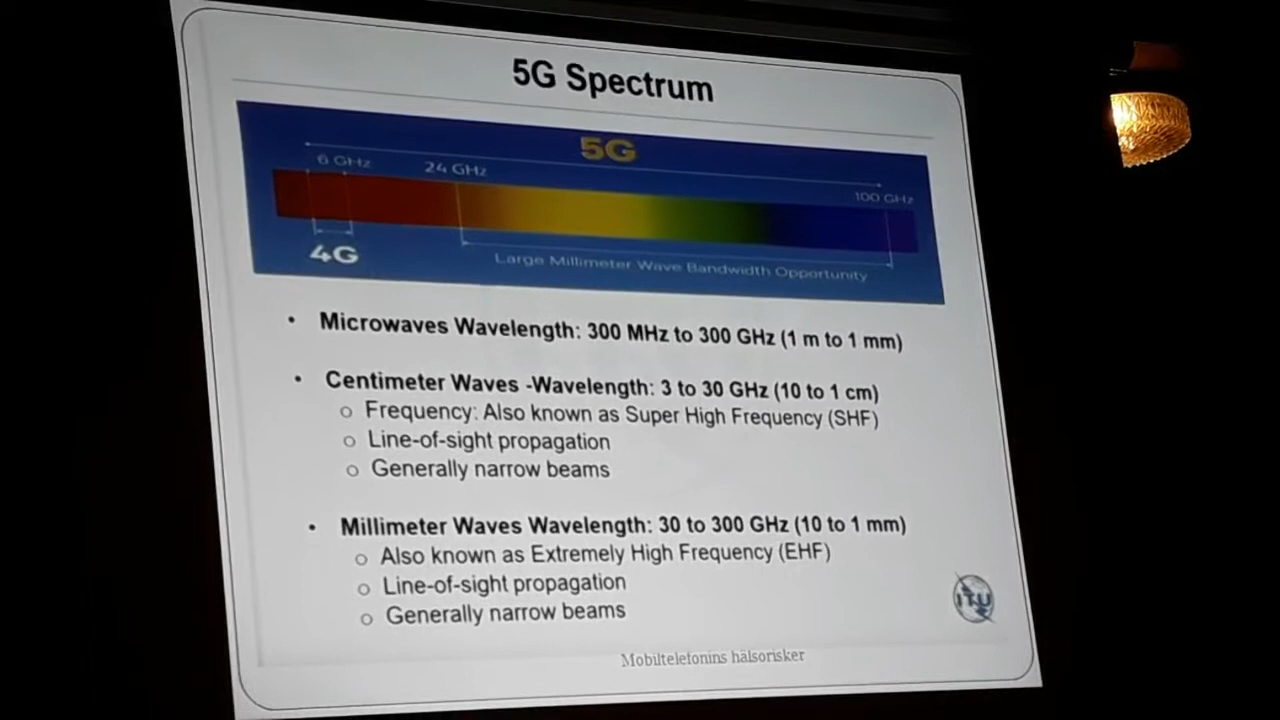 5G Spectrum
5G
6 GHz
24 GHz
100 GHz
4G
Large Millimeter Wave Bandwidth Opportunity
• Microwaves Wavelength: 300 MHz to 300 GHz (1 m to 1 mm)
• Centimeter Waves -Wavelength: 3 to 30 GHz (10 to 1 cm)
o Frequency: Also known as Super High Frequency (SHF)
o Line-of-sight propagation
o Generally narrow beams
• Millimeter Waves Wavelength: 30 to 300 GHz (10 to 1 mm)
o Also known as Extremely High Frequency (EHF)
o Line-of-sight propagation
o Generally narrow beams
ITU
Mobiltelefonins hälsorisker